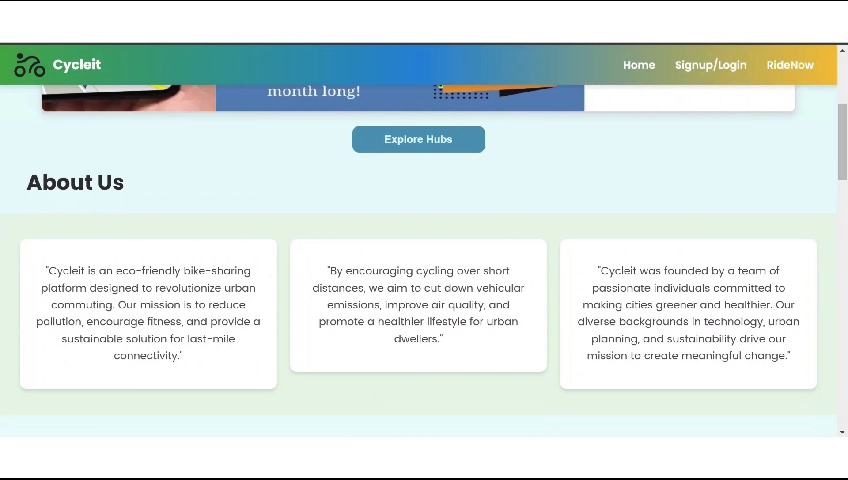 Cycleit
Home Signup/Login RideNow
month long!
Explore Hubs
About Us
"Cycleit is an eco-friendly bike-sharing
platform designed to revolutionize urban
commuting. Our mission is to reduce
pollution, encourage fitness, and provide a
sustainable solution for last-mile
connectivity."
"By encouraging cycling over short
distances, we aim to cut down vehicular
emissions, improve air quality, and
promote a healthier lifestyle for urban
dwellers."
"Cycleit was founded by a team of
passionate individuals committed to
making cities greener and healthier. Our
diverse backgrounds in technology, urban
planning, and sustainability drive our
mission to create meaningful change."